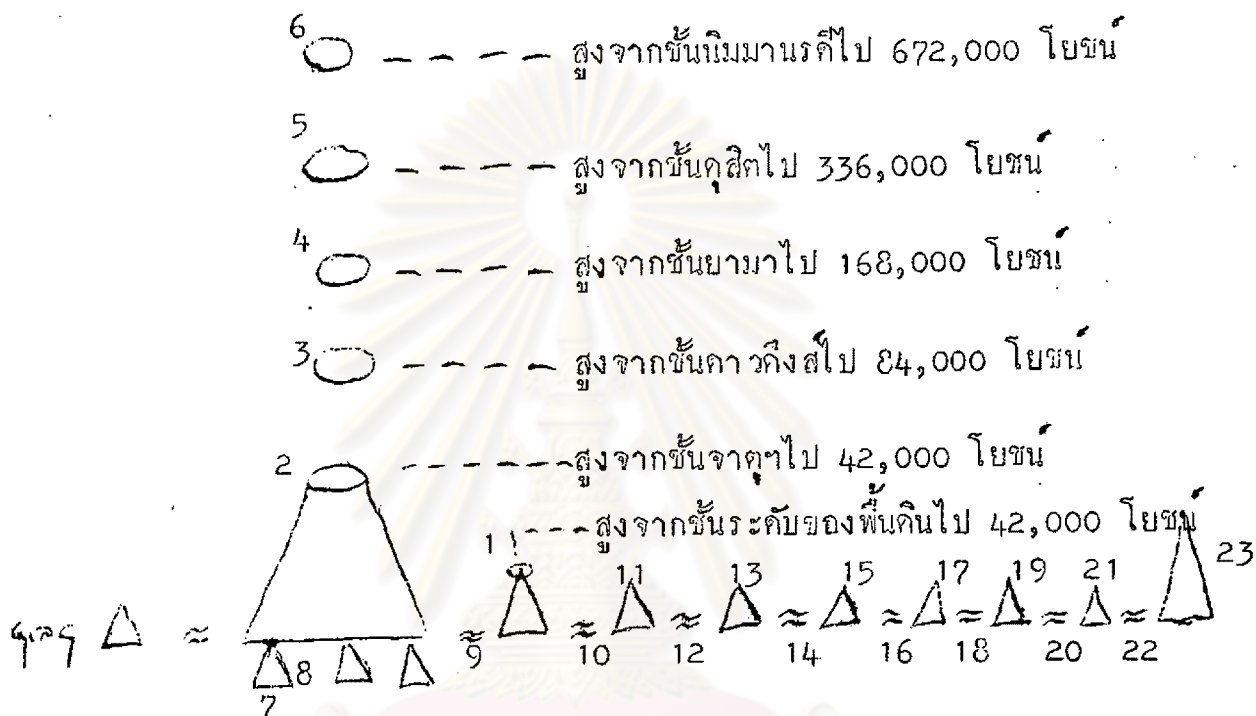 6
สูงจากชั้นนิมมานรดีไป 672,000 โยชน์
5
สูงจากชั้นดุสิตไป 336,000 โยชน์
4
สูงจากชั้นยามาไป 168,000 โยชน์
3
สูงจากชั้นดาวดึงส์ไป 84,000 โยชน์
2
สูงจากชั้นจาตุฯไป 42,000 โยชน์
1 สูงจากชั้นระดับของพื้นดินไป 42,000 โยชน์
11 13 15 17 19 21 23
9 10 12 14 16 18 20 22
8
7